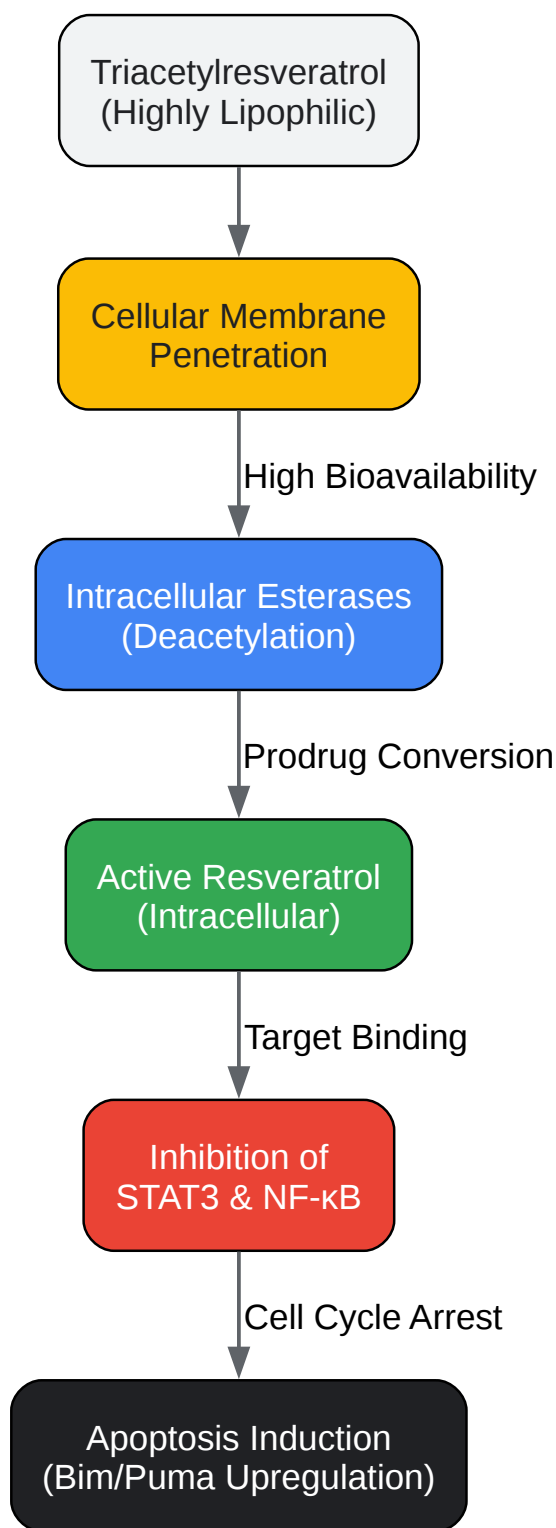 Triacetylresveratrol
(Highly Lipophilic)
Cellular Membrane
Penetration
High Bioavailability
Intracellular Esterases
(Deacetylation)
Prodrug Conversion
Active Resveratrol
(Intracellular)
Target Binding
Inhibition of
STAT3 & NF-κB
Cell Cycle Arrest
Apoptosis Induction
(Bim/Puma Upregulation)